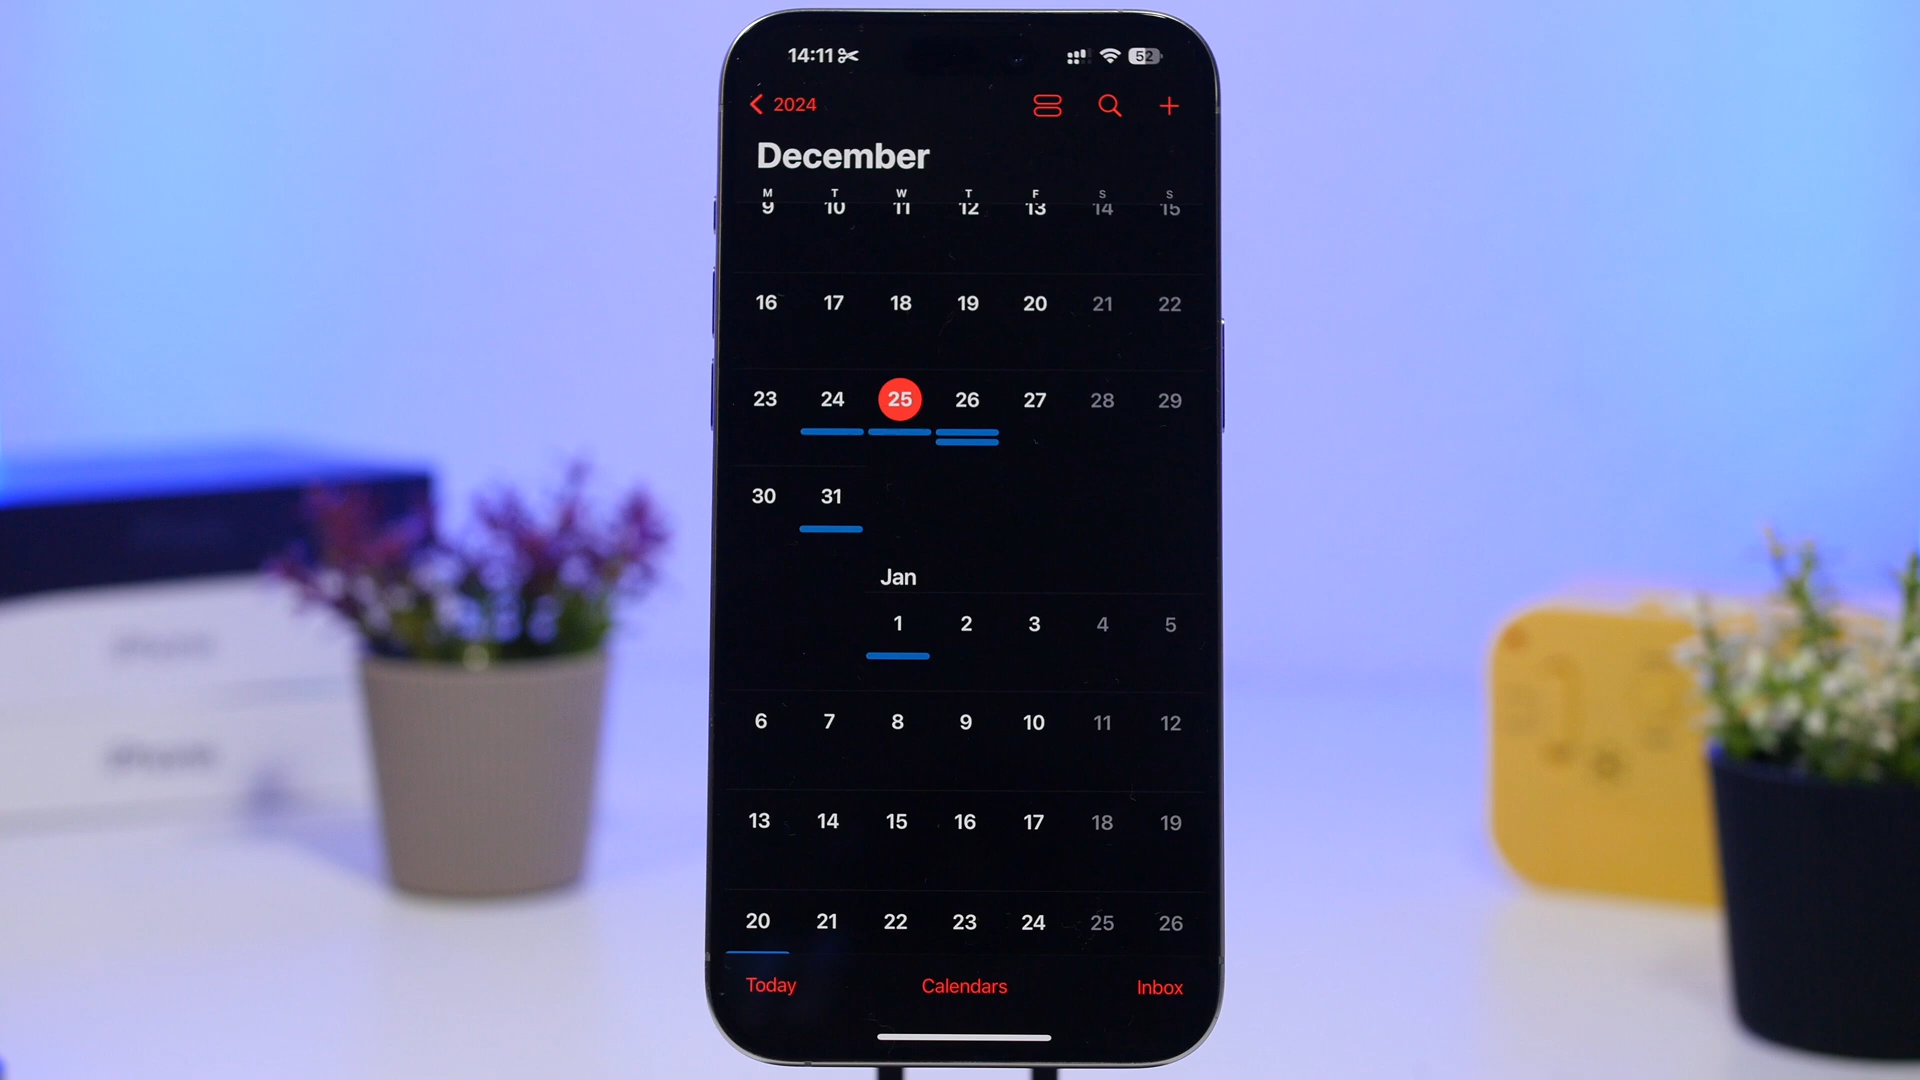 14:11 52
2024
December
M T W T F S S
9 10 11 12 13 14 15
16 17 18 19 20 21 22
23 24 25 26 27 28 29
30 31
Jan
1 2 3 4 5
6 7 8 9 10 11 12
13 14 15 16 17 18 19
20 21 22 23 24 25 26
Today Calendars Inbox